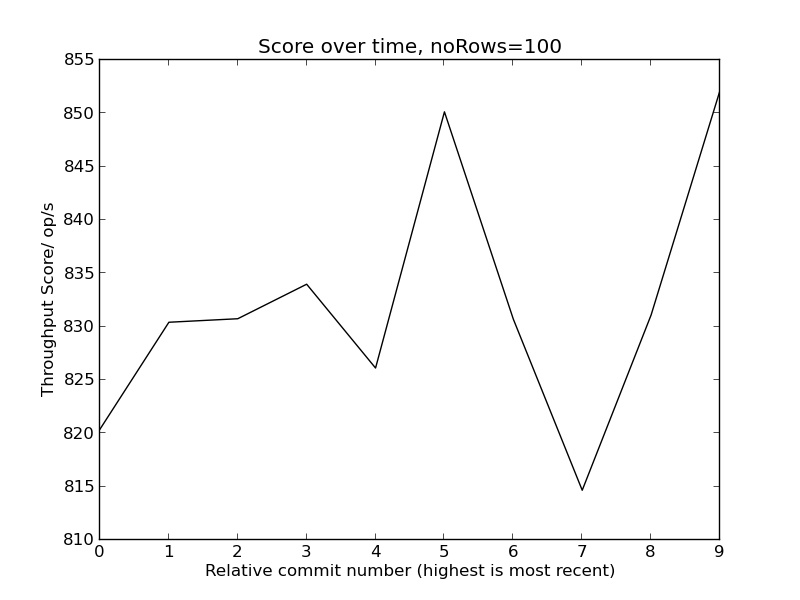 Score over time, noRows=100
855
850
845
840
835
830
825
820
815
810
Throughput Score/ op/s
0 1 2 3 4 5 6 7 8 9
Relative commit number (highest is most recent)